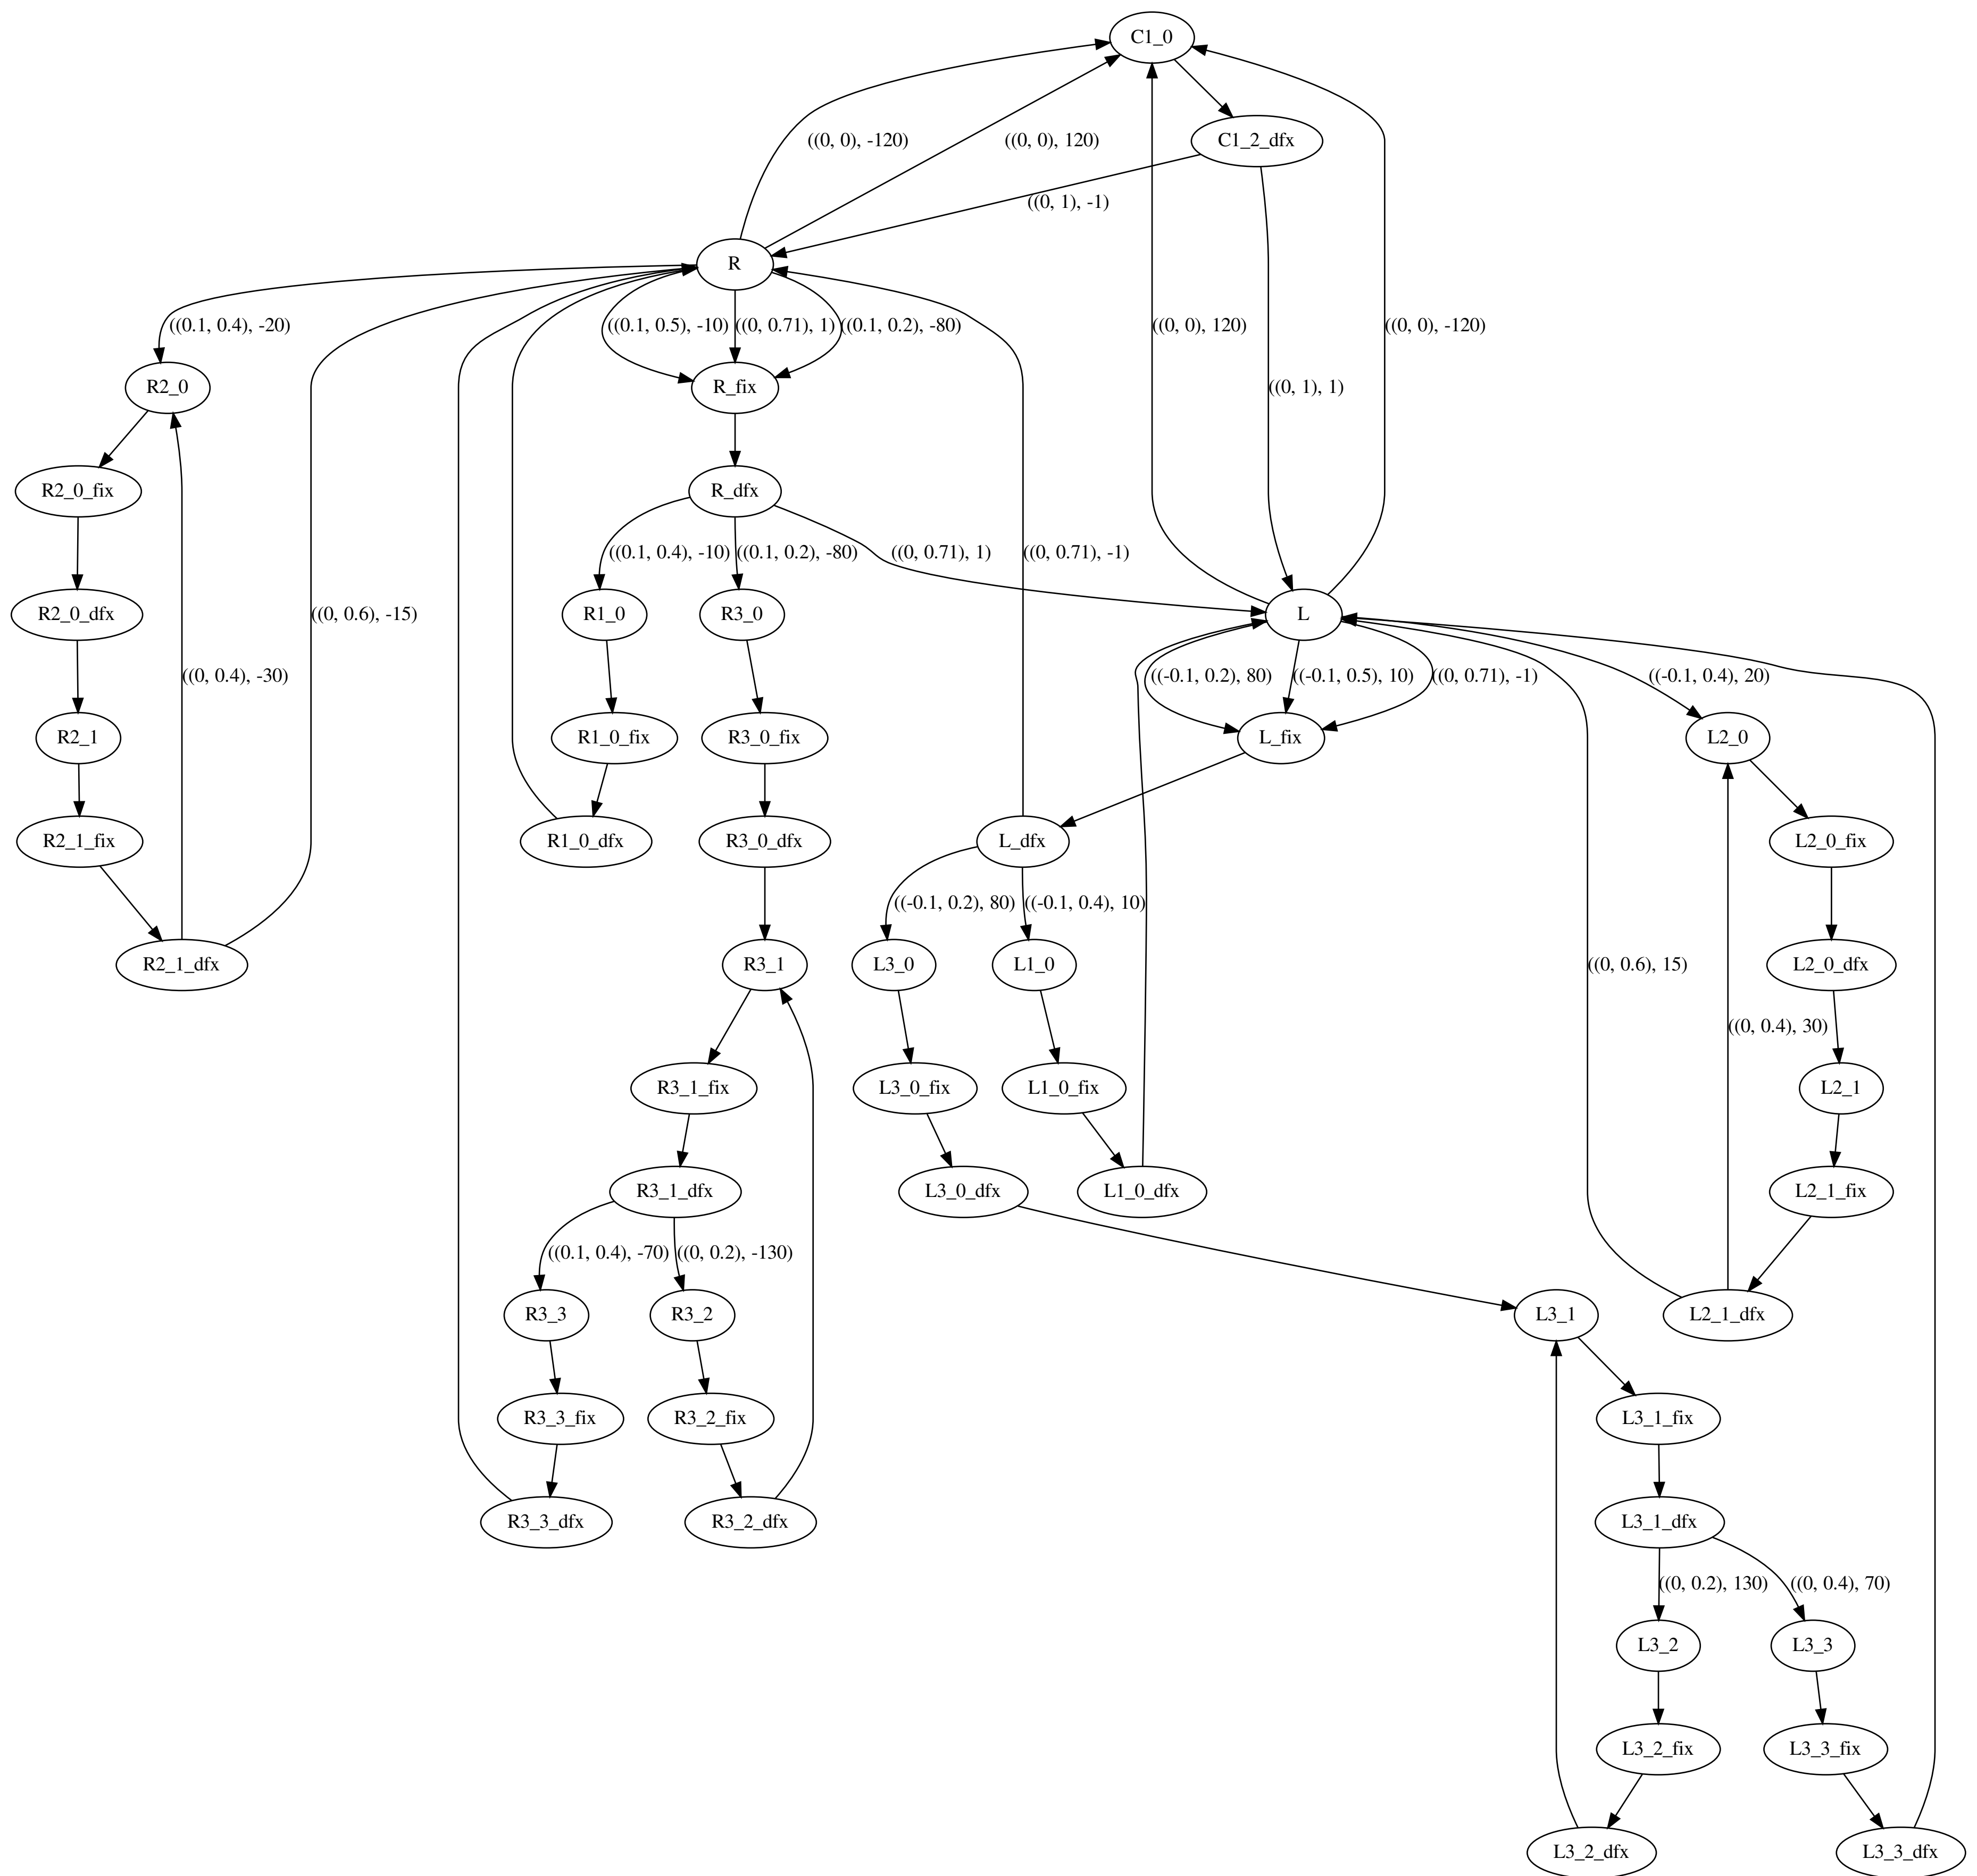 C1_0
((0, 0), -120)
((0, 0), 120)
C1_2_dfx
((0, 1), -1)
R
((0.1, 0.4), -20)
((0.1, 0.5), -10)
((0, 0.71), 1)
((0.1, 0.2), -80)
((0, 0), 120)
((0, 0), -120)
R2_0
R_fix
((0, 1), 1)
R2_0_fix
R_dfx
((0.1, 0.4), -10)
((0.1, 0.2), -80)
((0, 0.71), 1)
((0, 0.71), -1)
R2_0_dfx
((0, 0.6), -15)
R1_0
R3_0
L
((0, 0.4), -30)
((-0.1, 0.2), 80)
((-0.1, 0.5), 10)
((0, 0.71), -1)
((-0.1, 0.4), 20)
R2_1
R1_0_fix
R3_0_fix
L_fix
L2_0
R2_1_fix
R1_0_dfx
R3_0_dfx
L_dfx
L2_0_fix
((-0.1, 0.2), 80)
((-0.1, 0.4), 10)
R2_1_dfx
R3_1
L3_0
L1_0
((0, 0.6), 15)
L2_0_dfx
((0, 0.4), 30)
R3_1_fix
L3_0_fix
L1_0_fix
L2_1
R3_1_dfx
L3_0_dfx
L1_0_dfx
L2_1_fix
((0.1, 0.4), -70)
((0, 0.2), -130)
R3_3
R3_2
L3_1
L2_1_dfx
R3_3_fix
R3_2_fix
L3_1_fix
R3_3_dfx
R3_2_dfx
L3_1_dfx
((0, 0.2), 130)
((0, 0.4), 70)
L3_2
L3_3
L3_2_fix
L3_3_fix
L3_2_dfx
L3_3_dfx